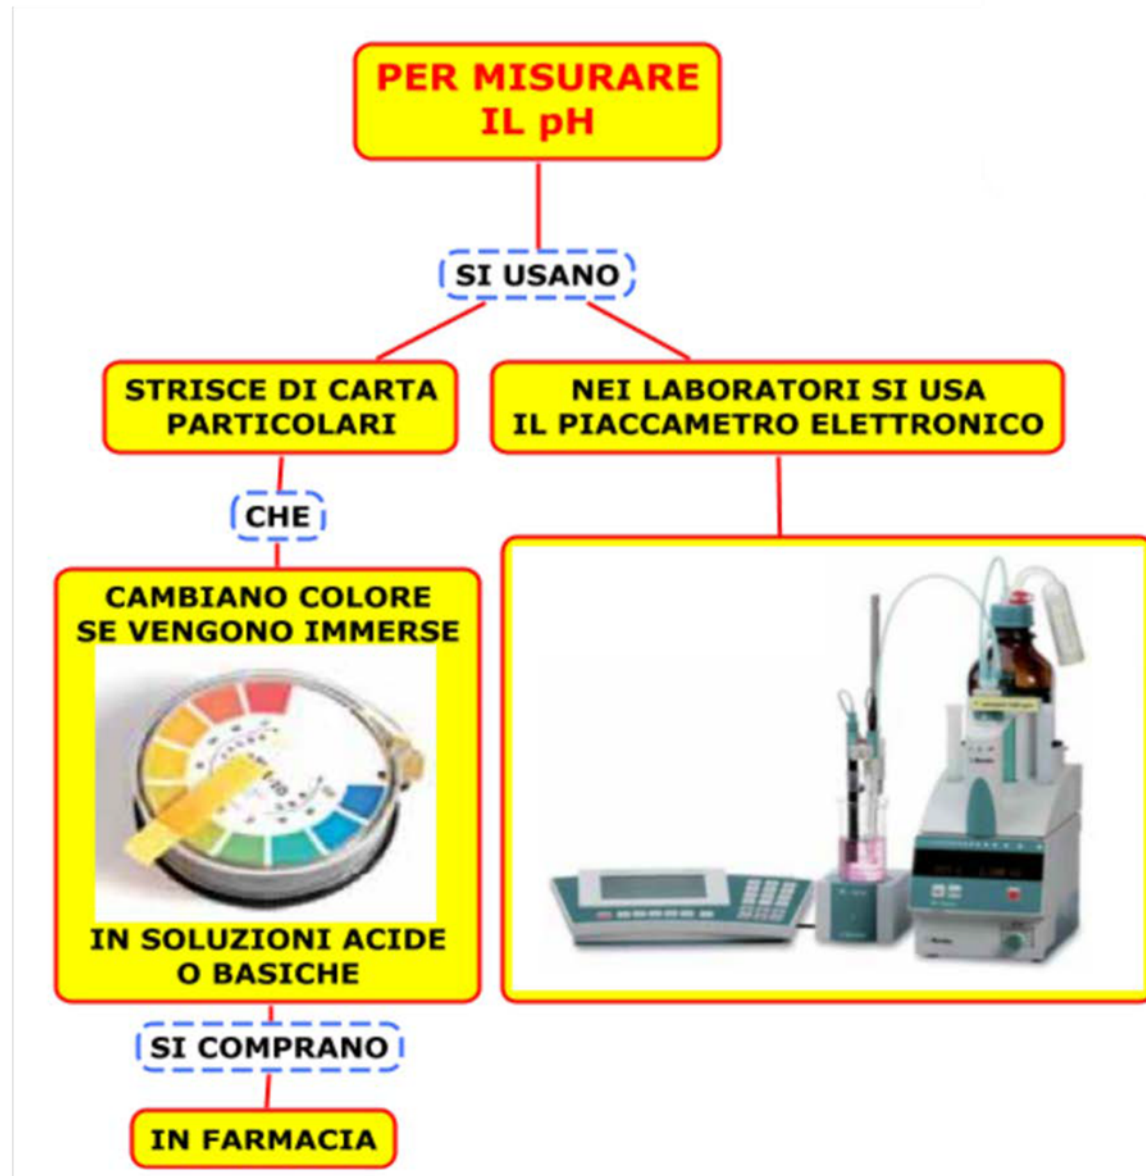 PER MISURARE
IL pH
SI USANO
STRISCE DI CARTA
PARTICOLARI
NEI LABORATORI SI USA
IL PIACCAMETRO ELETTRONICO
CHE
CAMBIANO COLORE
SE VENGONO IMMERSE
IN SOLUZIONI ACIDE
O BASICHE
SI COMPRANO
IN FARMACIA